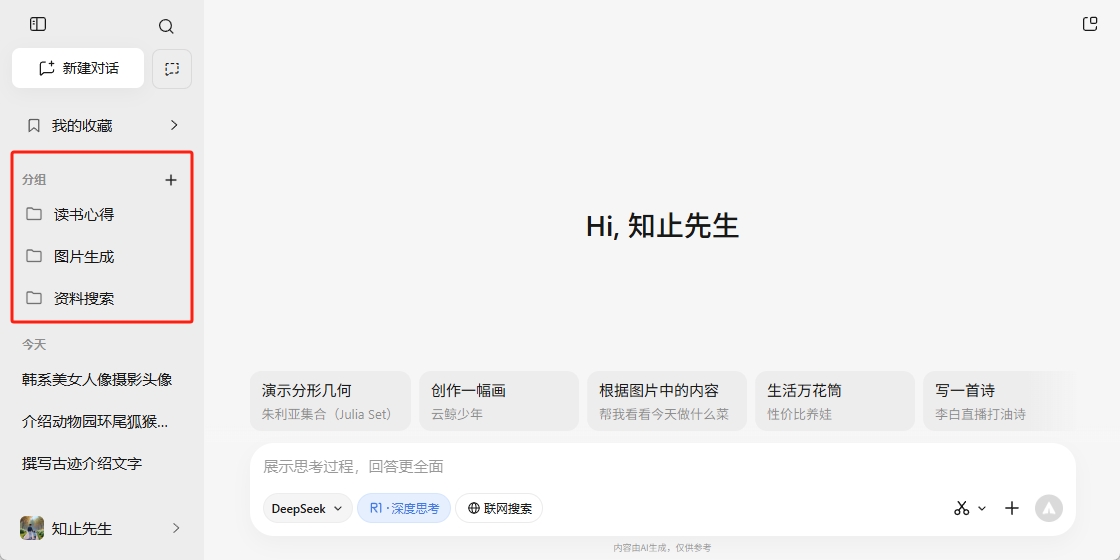 新建对话
我的收藏
分组
读书心得
图片生成
资料搜索
今天
韩系美女人像摄影头像
介绍动物园环尾狐猴...
撰写古迹介绍文字
知止先生
Hi, 知止先生
演示分形几何
朱利亚集合（Julia Set）
创作一幅画
云鲸少年
根据图片中的内容
帮我看看今天做什么菜
生活万花筒
性价比养娃
写一首诗
李白直播打油诗
展示思考过程，回答更全面
DeepSeek
R1 · 深度思考
联网搜索
内容由AI生成，仅供参考